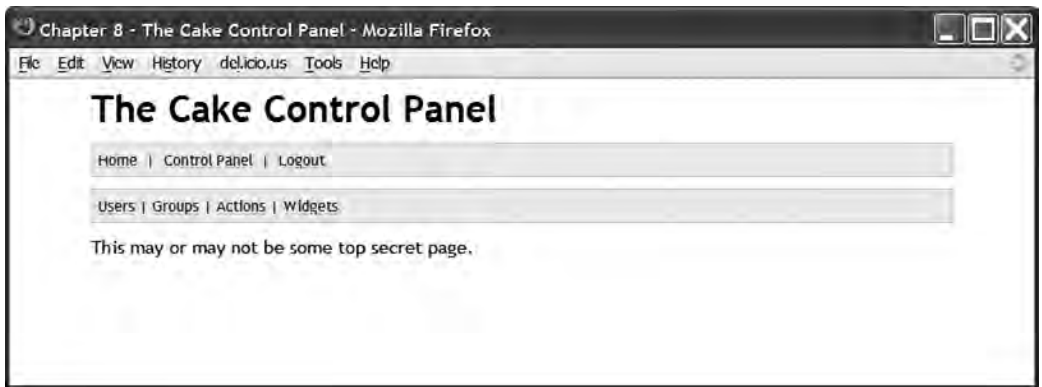 Chapter 8 - The Cake Control Panel - Mozilla Firefox
File Edit View History del.icio.us Tools Help
The Cake Control Panel
Home | Control Panel | Logout
Users | Groups | Actions | Widgets
This may or may not be some top secret page.